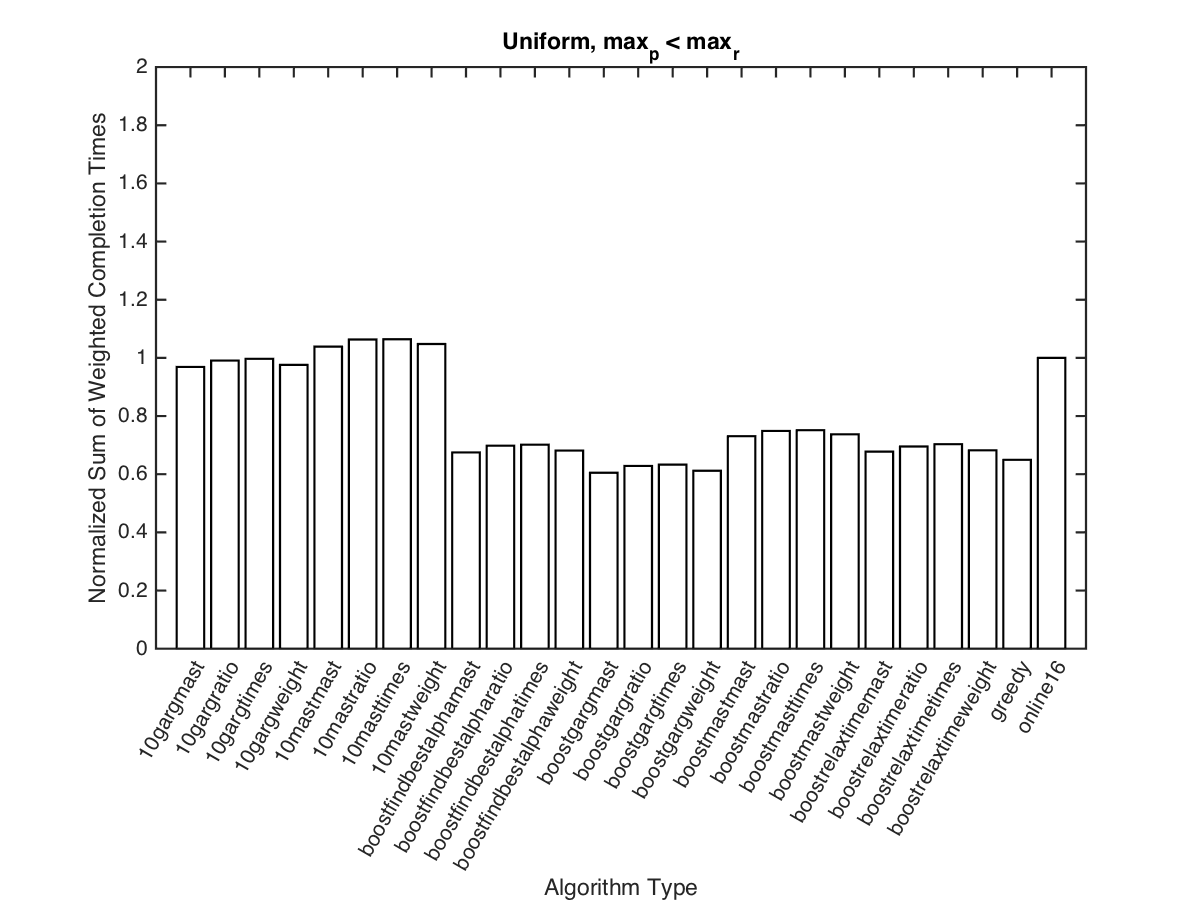 Uniform, maxp < maxr
Normalized Sum of Weighted Completion Times
2
1.8
1.6
1.4
1.2
1
0.8
0.6
0.4
0.2
0
10gargmast
10gargratio
10gargtimes
10gargweight
10mastmast
10mastratio
10masttimes
10mastweight
boostfindbestalphamast
boostfindbestalpharatio
boostfindbestalphatimes
boostfindbestalphaweight
boostgargmast
boostgargratio
boostgargtimes
boostgargweight
boostmastmast
boostmastratio
boostmasttimes
boostmastweight
boostrelaxtimemast
boostrelaxtimeratio
boostrelaxtimetimes
boostrelaxtimeweight
greedy
online16
Algorithm Type